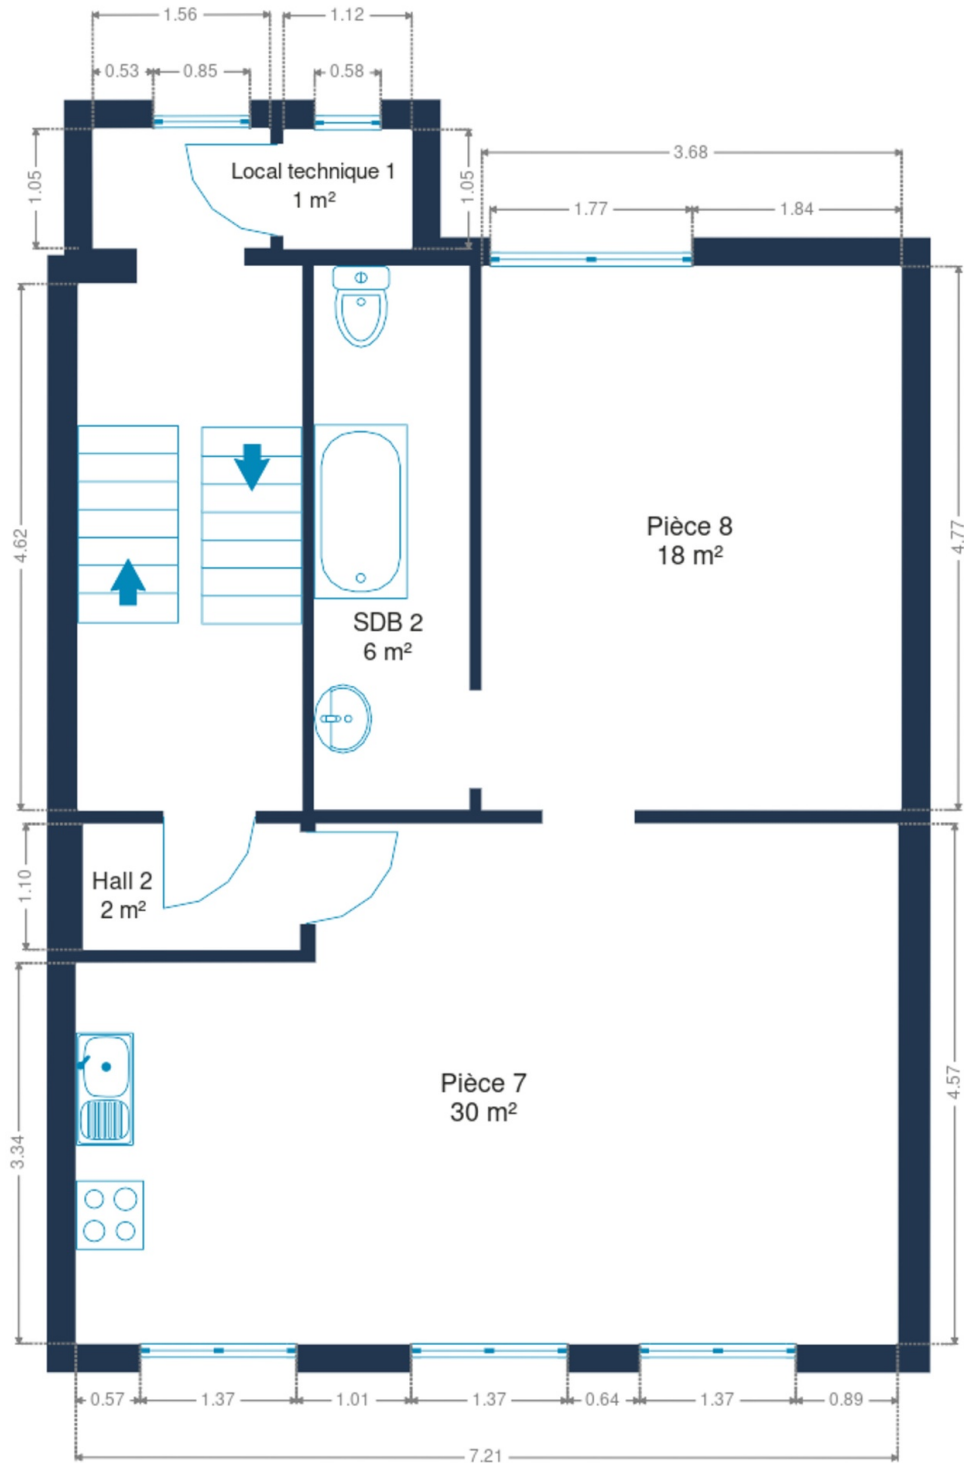 1.56
1.12
0.53
0.85
0.58
1.05
Local technique 1
1 m²
1.05
3.68
1.77
1.84
4.62
Pièce 8
18 m²
4.77
SDB 2
6 m²
1.10
Hall 2
2 m²
3.34
Pièce 7
30 m²
4.57
0.57
1.37
1.01
1.37
0.64
1.37
0.89
7.21